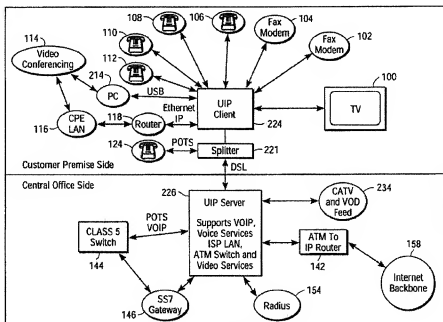 108
106
Fax
Modem
104
110
Fax
Modem
102
114
Video
Conferencing
112
214
PC
USB
100
TV
Ethernet
UIP
Client
224
CPE
LAN
116
118
Router
IP
124
POTS
Splitter
221
DSL
Customer Premise Side
Central Office Side
226
UIP Server
Supports VOIP,
Voice Services
ISP LAN,
ATM Switch and
Video Services
CATV
and VOD
Feed
234
POTS
VOIP
CLASS 5
Switch
144
ATM To
IP Router
142
158
Internet
Backbone
SS7
Gateway
146
Radius
154